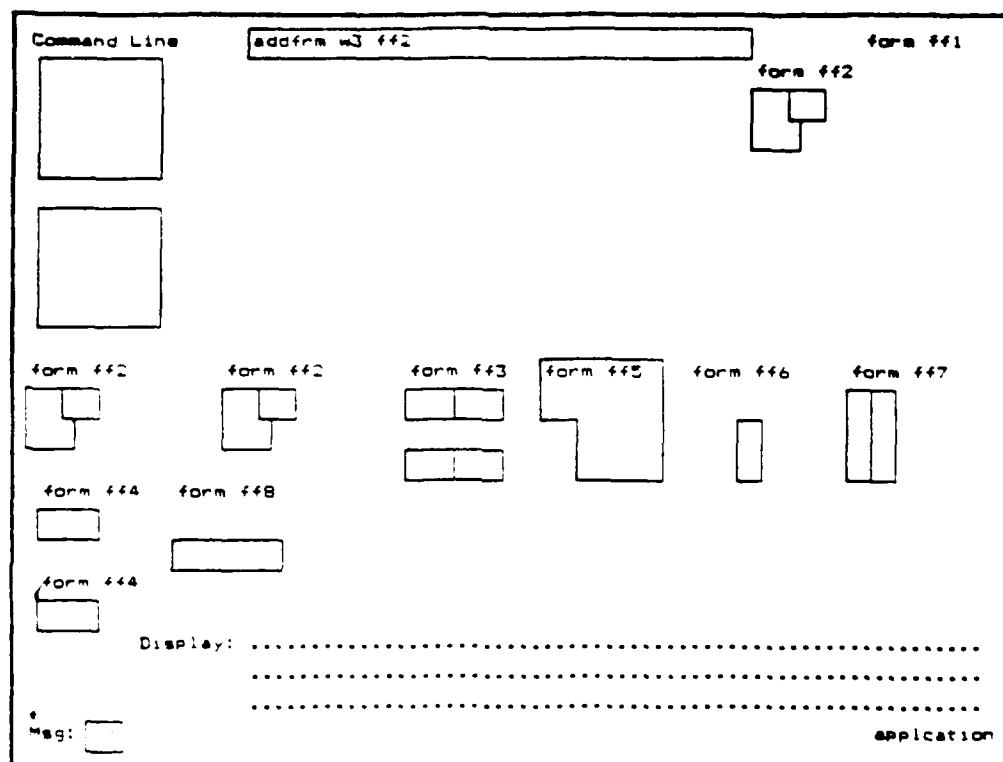 Command Line addfrm w3 ff2 form ff1
form ff2
form ff2 form ff2 form ff3 form ff5 form ff6 form ff7
form ff4 form ff8
form ff4
Display: ................................................................
................................................................
................................................................
Msg:
applcation